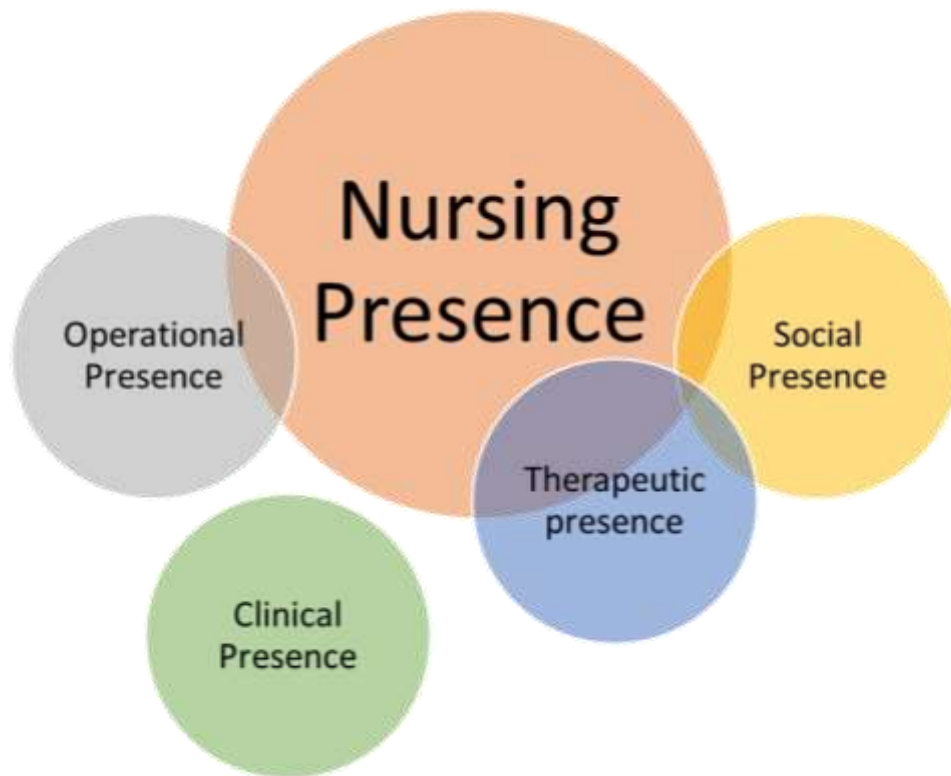 Nursing
Presence
Operational
Presence
Social
Presence
Therapeutic
presence
Clinical
Presence